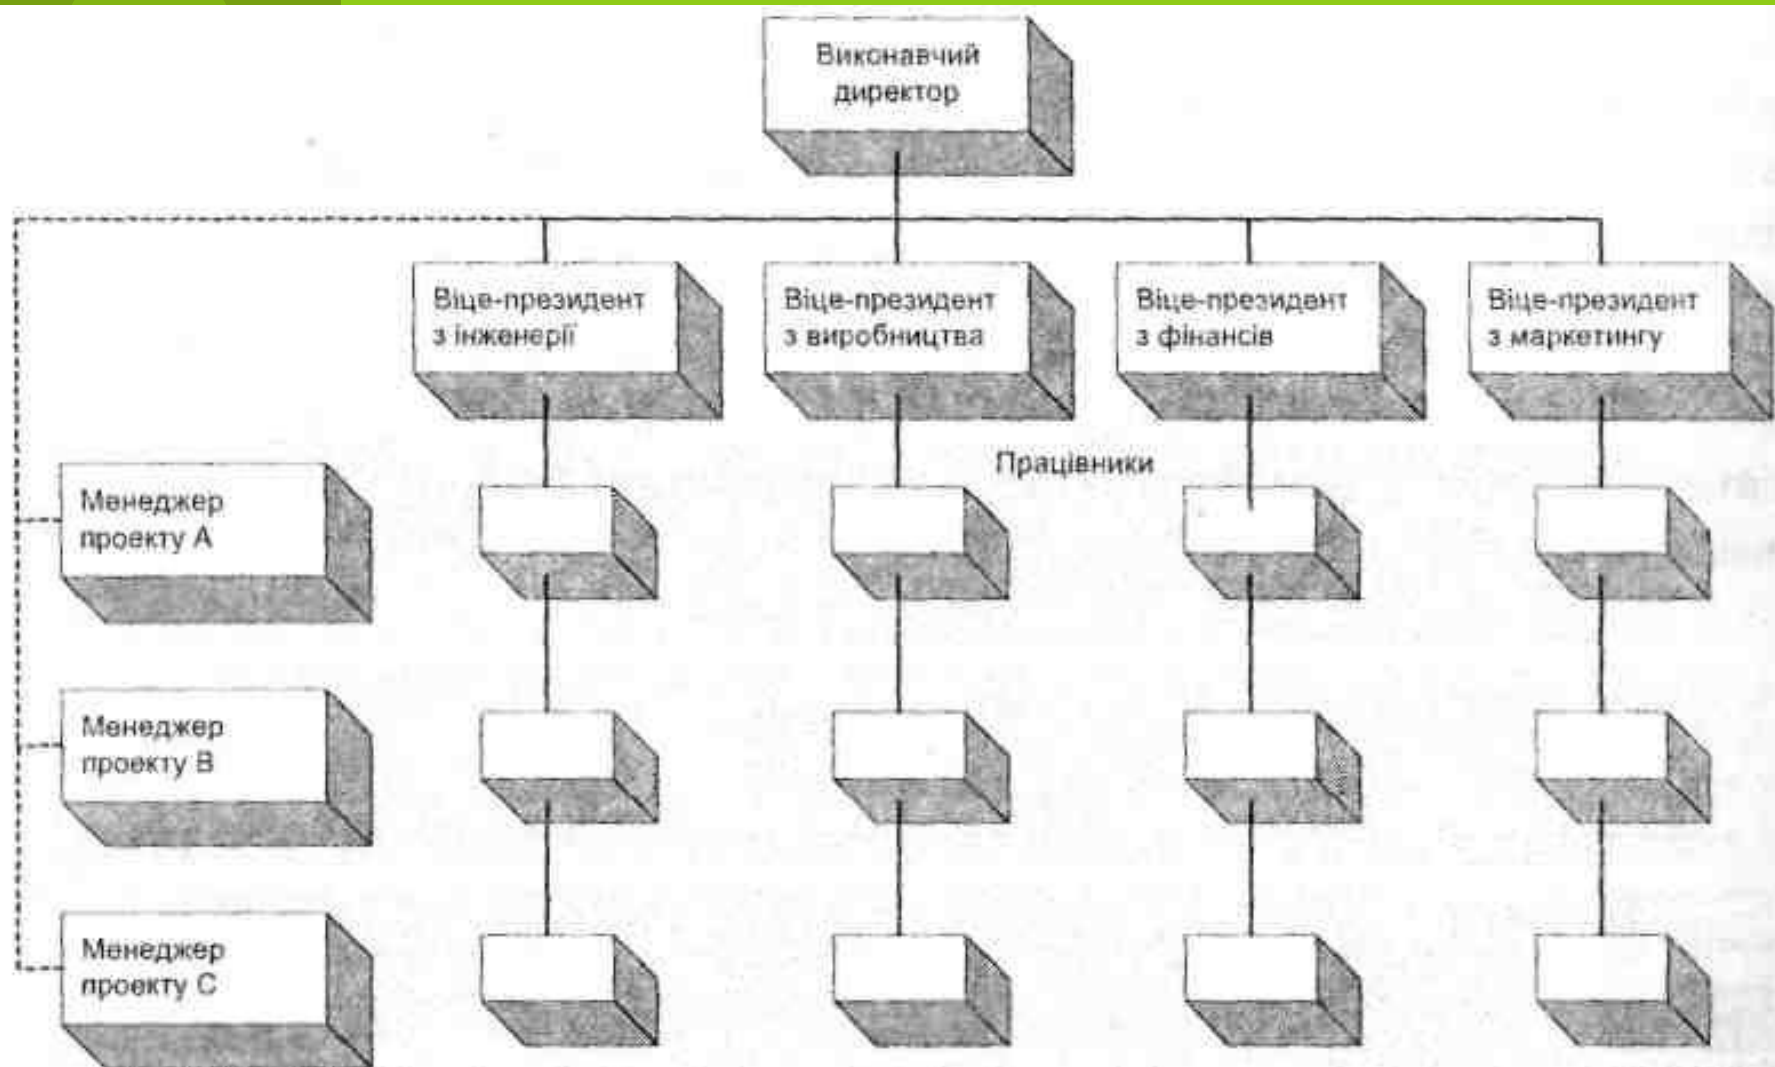 Виконавчий
директор
Віце-президент
з інженерії
Віце-президент
з виробництва
Віце-президент
з фінансів
Віце-президент
з маркетингу
Працівники
Менеджер
проекту А
Менеджер
проекту В
Менеджер
проекту С